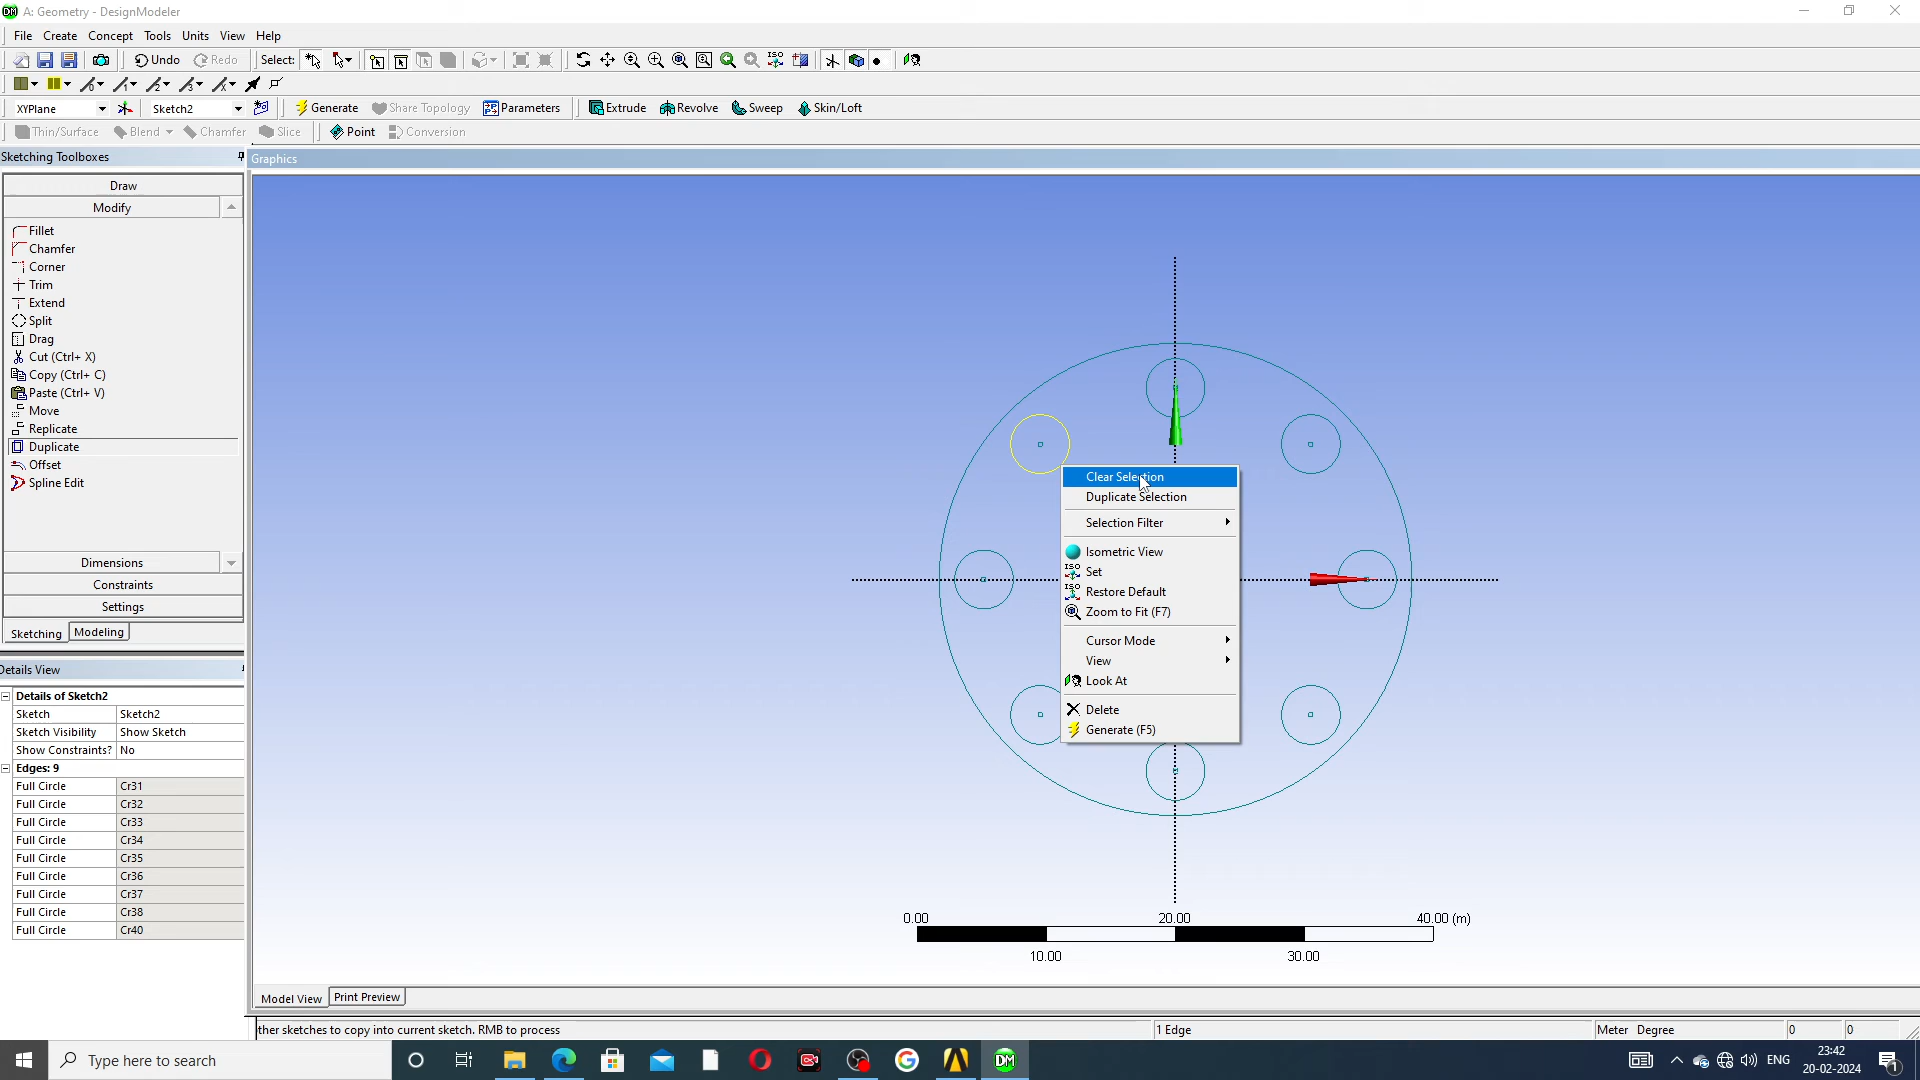 A: Geometry - DesignModeler
File Create Concept Tools Units View Help
Undo Redo Select:
XYPlane Sketch2 Generate Share Topology Parameters Extrude Revolve Sweep Skin/Loft
Thin/Surface Blend Chamfer Slice Point Conversion
Sketching Toolboxes
Graphics
Draw
Modify
Fillet
Chamfer
Corner
Trim
Extend
Split
Drag
Cut (Ctrl+ X)
Copy (Ctrl+ C)
Paste (Ctrl+ V)
Move
Replicate
Duplicate
Offset
Spline Edit
Dimensions
Constraints
Settings
Sketching Modeling
Details View
Details of Sketch2
Sketch Sketch2
Sketch Visibility Show Sketch
Show Constraints? No
Edges: 9
Full Circle Cr31
Full Circle Cr32
Full Circle Cr33
Full Circle Cr34
Full Circle Cr35
Full Circle Cr36
Full Circle Cr37
Full Circle Cr38
Full Circle Cr40
Clear Selection
Duplicate Selection
Selection Filter
Isometric View
ISO Set
ISO Restore Default
Zoom to Fit (F7)
Cursor Mode
View
Look At
Delete
Generate (F5)
0.00 20.00 40.00 (m)
10.00 30.00
Model View Print Preview
ther sketches to copy into current sketch. RMB to process 1 Edge Meter Degree 0 0
Type here to search
ENG
23:42
20-02-2024